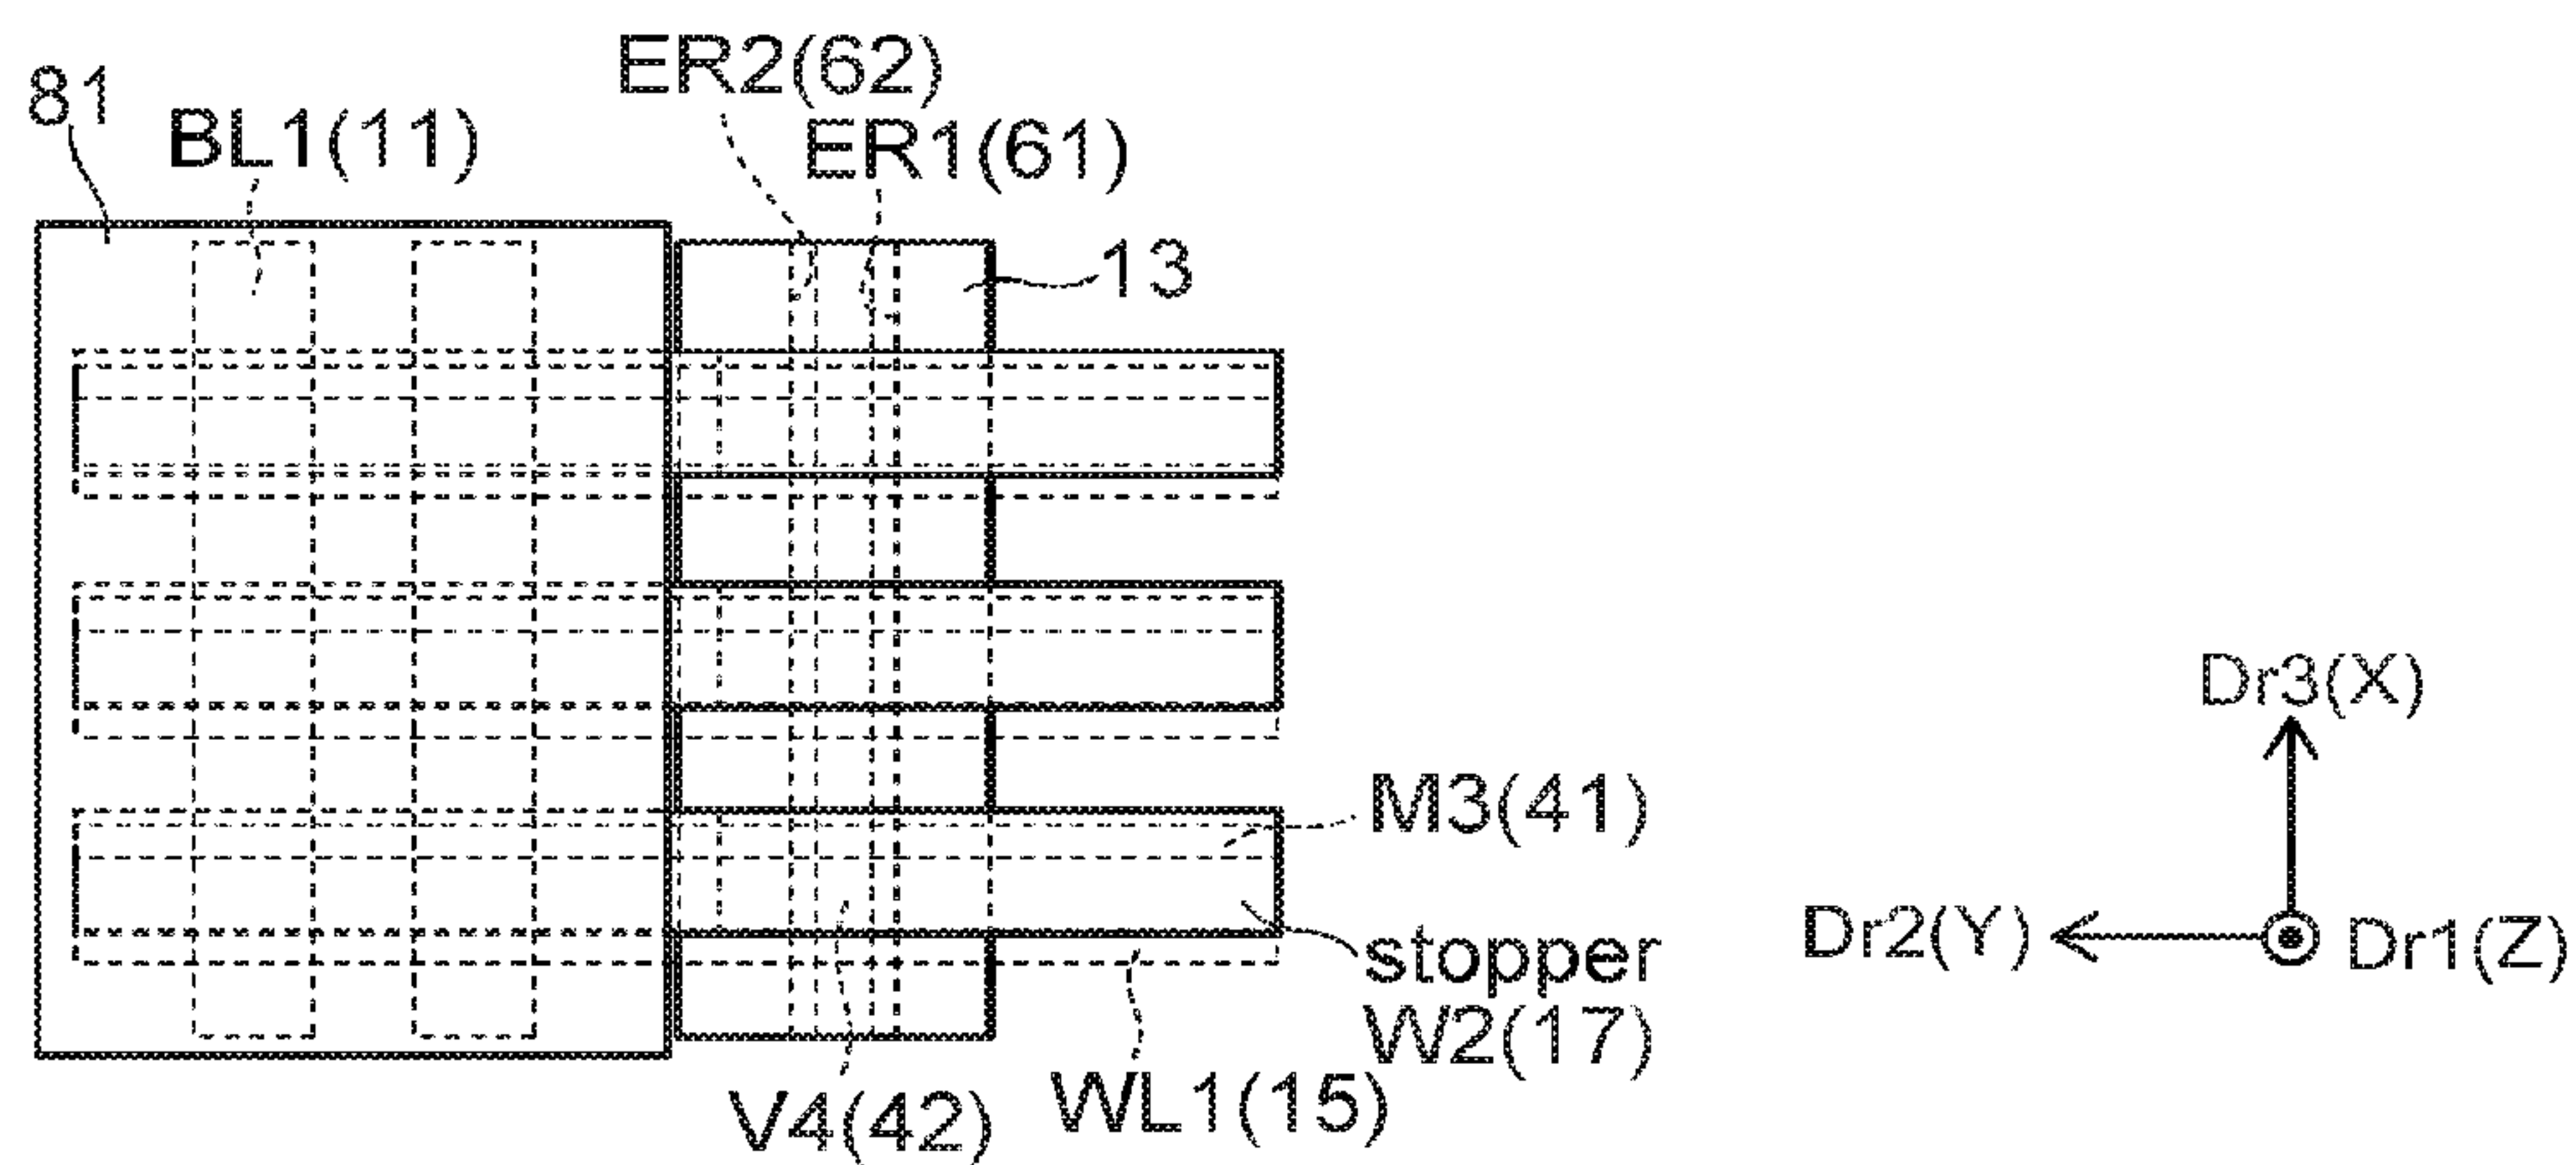 ER2(62)
81
BL1(11)
ER1(61)
13
Dr3(X)
M3(41)
Dr2(Y)
Dr1(Z)
stopper
W2(17)
V4(42)
WL1(15)